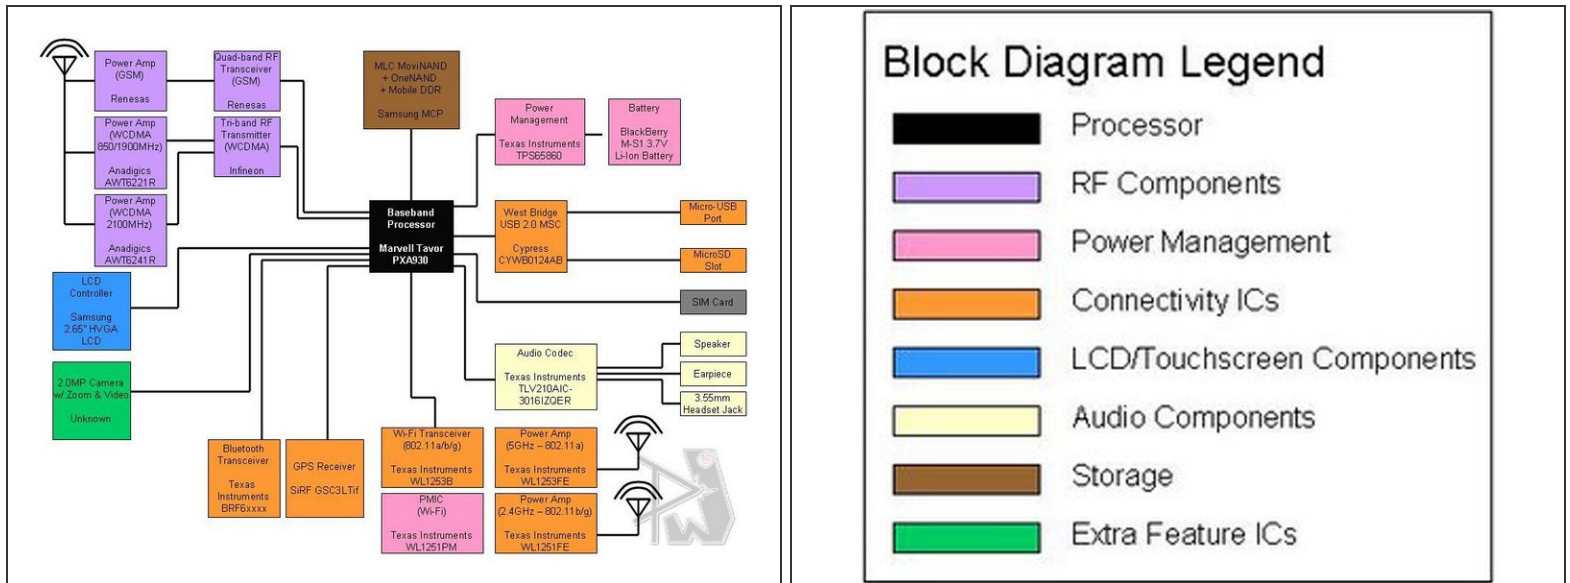 Power Amp
(GSM)
Renesas
Quad-band RF
Transceiver
(GSM)
Renesas
Power Amp
(WCDMA
850/1900MHz)
Anadigics
AWT6221R
Tri-band RF
Transmitter
(WCDMA)
Infineon
Power Amp
(WCDMA
2100MHz)
Anadigics
AWT6241R
MLC MoviNAND
+ OneNAND
+ Mobile DDR
Samsung MCP
Power
Management
Texas Instruments
TPS65860
Battery
BlackBerry
M-S1 3.7V
Li-Ion Battery
Baseband
Processor
Marvell Tavor
PXA930
West Bridge
USB 2.0 MSC
Cypress
CYWB0124AB
Micro-USB
Port
MicroSD
Slot
SIM Card
LCD
Controller
Samsung
2.65" HVGA
LCD
2.0MP Camera
w/ Zoom & Video
Unknown
Audio Codec
Texas Instruments
TLV210AIC-
3016IZQER
Speaker
Earpiece
3.55mm
Headset Jack
Bluetooth
Transceiver
Texas
Instruments
BRF6xxxx
GPS Receiver
SiRF GSC3LTif
Wi-Fi Transceiver
(802.11a/b/g)
Texas Instruments
WL1253B
Power Amp
(5GHz – 802.11a)
Texas Instruments
WL1253FE
PMIC
(Wi-Fi)
Texas Instruments
WL1251PM
Power Amp
(2.4GHz – 802.11b/g)
Texas Instruments
WL1251FE
Block Diagram Legend
Processor
RF Components
Power Management
Connectivity ICs
LCD/Touchscreen Components
Audio Components
Storage
Extra Feature ICs